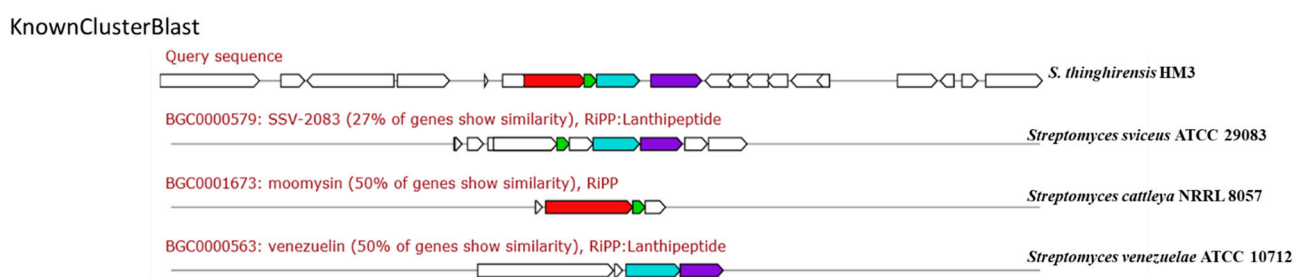 KnownClusterBlast
Query sequence
S. thinghirensis HM3
BGC0000579: SSV-2083 (27% of genes show similarity), RiPP:Lanthipeptide
Streptomyces sviceus ATCC 29083
BGC0001673: moomysin (50% of genes show similarity), RiPP
Streptomyces cattleya NRRL 8057
BGC0000563: venezuelin (50% of genes show similarity), RiPP:Lanthipeptide
Streptomyces venezuelae ATCC 10712